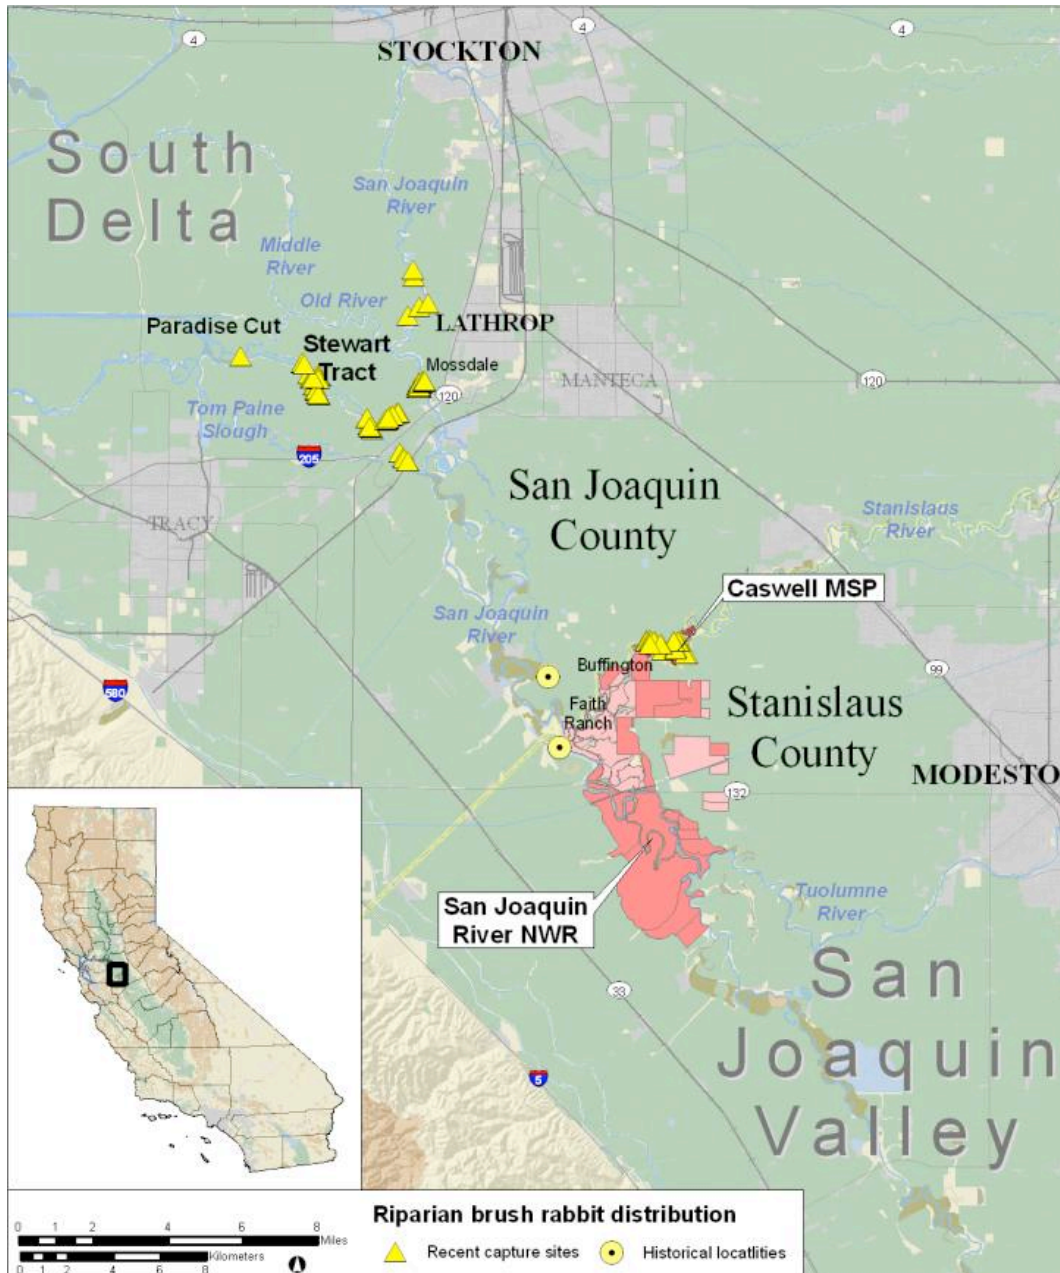 4
4
4
STOCKTON
South
Delta
San Joaquin
River
Middle
River
Old River
Paradise Cut
LATHROP
Stewart
Tract
Mossdale
120
MANTECA
120
Tom Paine
Slough
205
TRACY
San Joaquin
County
Stanislaus
River
Caswell MSP
San Joaquin
River
Buffington
99
580
Faith
Ranch
Stanislaus
County
MODESTO
132
Tuolumne
River
San Joaquin
River NWR
San
Joaquin
Valley
33
5
Riparian brush rabbit distribution
0 1 2 4 6 8
Miles
Kilometers
0 1 2 4 6 8
Recent capture sites
Historical locatlities